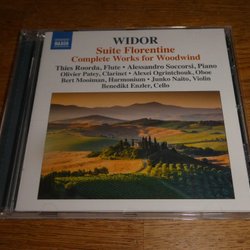 NAXOS
WIDOR
Suite Florentine
Complete Works for Woodwind
Thies Roorda, Flute • Alessandro Soccorsi, Piano
Olivier Patey, Clarinet • Alexei Ogrintchouk, Oboe
Bert Mooiman, Harmonium • Junko Naito, Violin
Benedikt Enzler, Cello